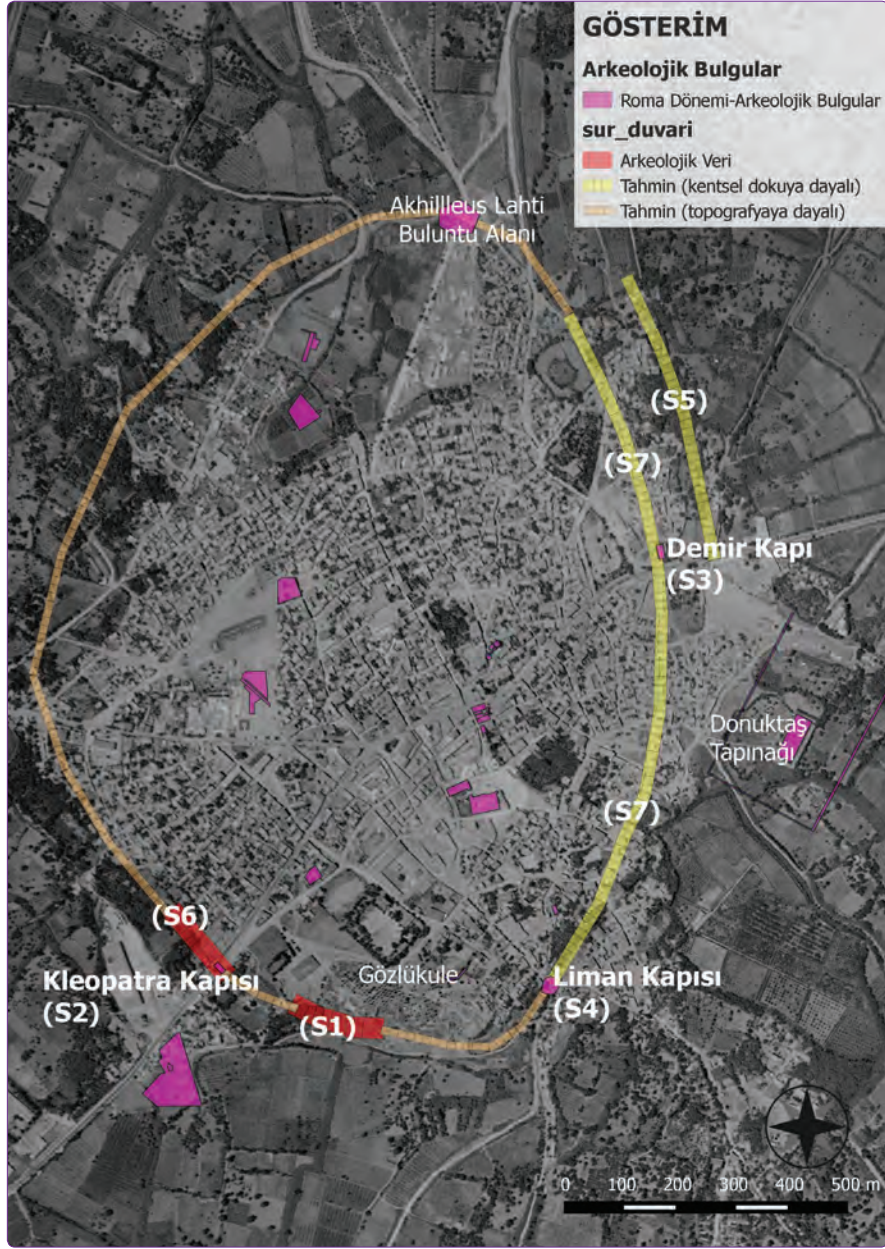 GÖSTERİM
Arkeolojik Bulgular
Roma Dönemi-Arkeolojik Bulgular
sur_duvari
Arkeolojik Veri
Tahmin (kentsel dokuya dayalı)
Tahmin (topografyaya dayalı)
Akhillleus Lahti
Buluntu Alanı
(S5)
(S7)
Demir Kapı
(S3)
Donuktaş
Tapınağı
(S7)
(S6)
Kleopatra Kapısı
(S2)
Gözlükule
Liman Kapısı
(S4)
(S1)
0 100 200 300 400 500 m